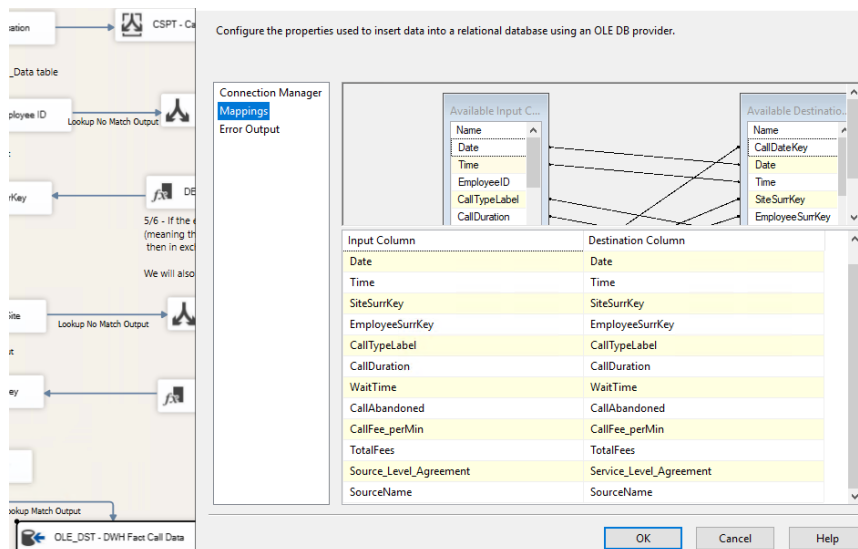 Configure the properties used to insert data into a relational database using an OLE DB provider.
ation
CSPT - Ca
_Data table
ployee ID
Lookup No Match Output
:
rKey
DE
5/6 - If the e
(meaning th
then in excl
We will also
ite
Lookup No Match Output
ut
ey
ookup Match Output
OLE_DST - DWH Fact Call Data
Connection Manager
Mappings
Error Output
Available Input C...
Name
Date
Time
EmployeeID
CallTypeLabel
CallDuration
Available Destinatio...
Name
CallDateKey
Date
Time
SiteSurrKey
EmployeeSurrKey
Input Column Destination Column
Date Date
Time Time
SiteSurrKey SiteSurrKey
EmployeeSurrKey EmployeeSurrKey
CallTypeLabel CallTypeLabel
CallDuration CallDuration
WaitTime WaitTime
CallAbandoned CallAbandoned
CallFee_perMin CallFee_perMin
TotalFees TotalFees
Source_Level_Agreement Service_Level_Agreement
SourceName SourceName
OK Cancel Help